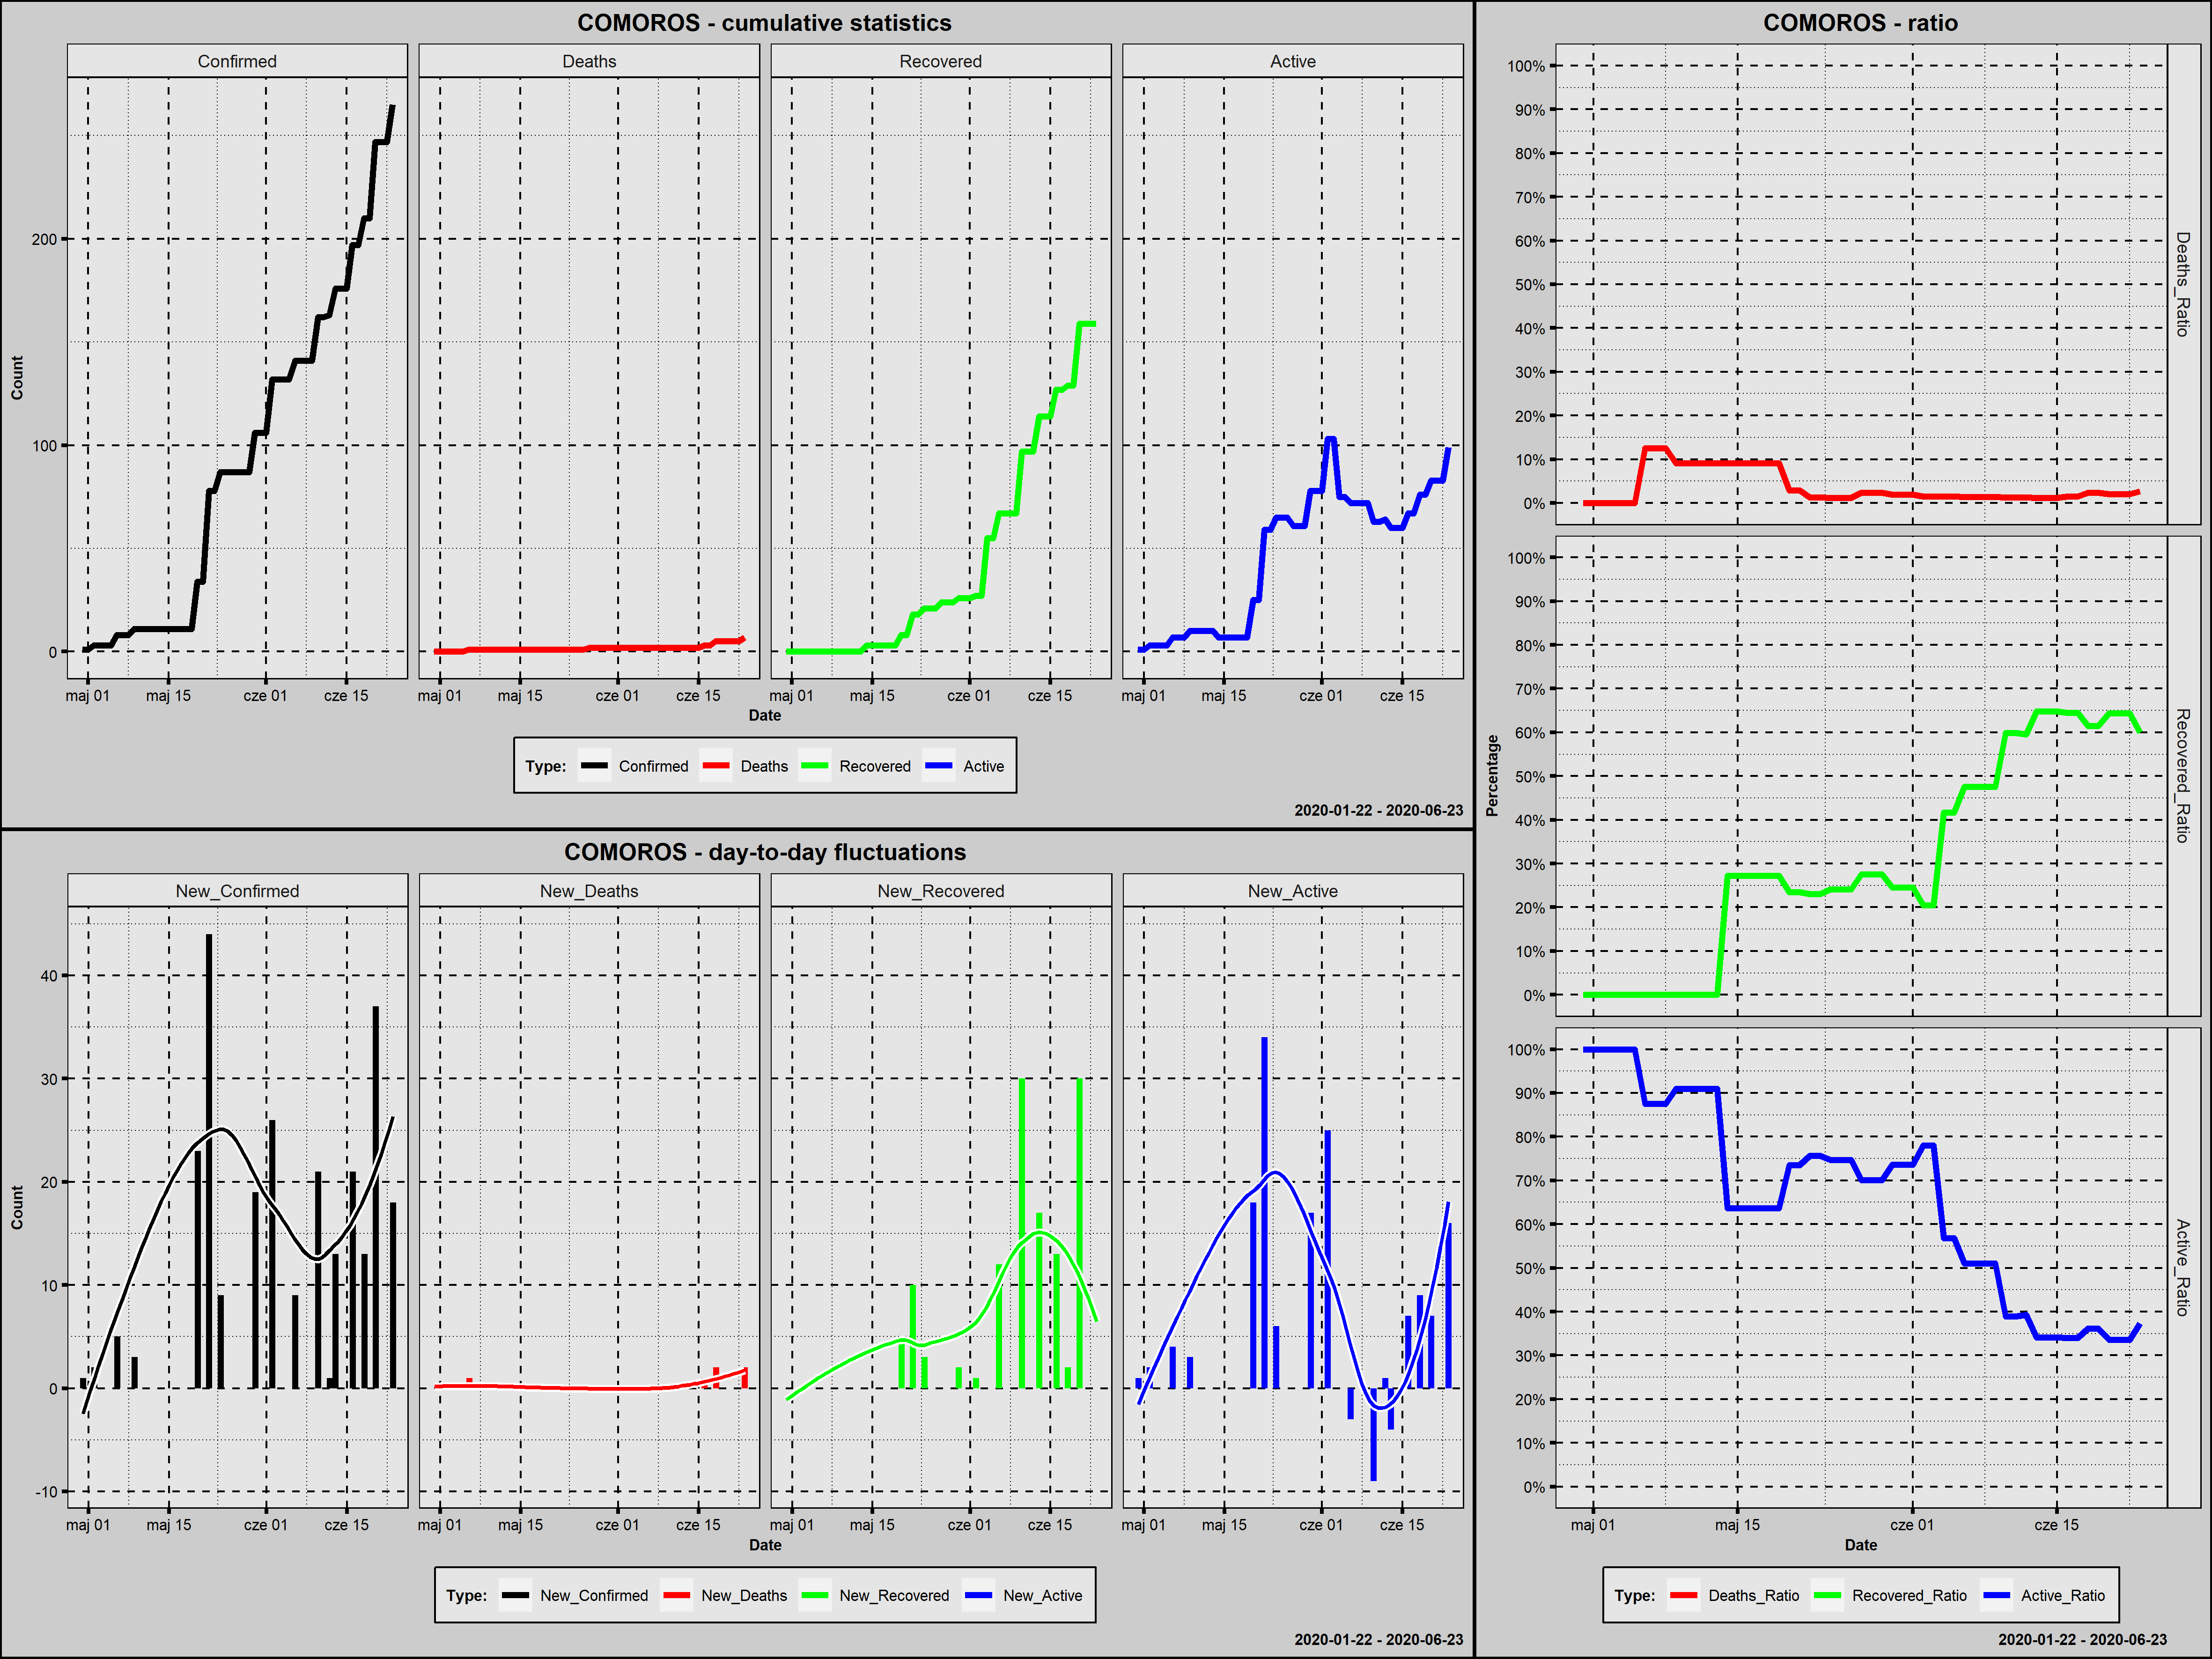 COMOROS - cumulative statistics
Confirmed Deaths Recovered Active
Count
200
100
0
maj 01 maj 15 cze 01 cze 15 maj 01 maj 15 cze 01 cze 15 maj 01 maj 15 cze 01 cze 15 maj 01 maj 15 cze 01 cze 15
Date
Type: Confirmed Deaths Recovered Active
2020-01-22 - 2020-06-23
COMOROS - day-to-day fluctuations
New_Confirmed New_Deaths New_Recovered New_Active
Count
40
30
20
10
0
-10
maj 01 maj 15 cze 01 cze 15 maj 01 maj 15 cze 01 cze 15 maj 01 maj 15 cze 01 cze 15 maj 01 maj 15 cze 01 cze 15
Date
Type: New_Confirmed New_Deaths New_Recovered New_Active
2020-01-22 - 2020-06-23
COMOROS - ratio
Percentage
100%
90%
80%
70%
60%
50%
40%
30%
20%
10%
0%
Deaths_Ratio
100%
90%
80%
70%
60%
50%
40%
30%
20%
10%
0%
Recovered_Ratio
100%
90%
80%
70%
60%
50%
40%
30%
20%
10%
0%
Active_Ratio
maj 01 maj 15 cze 01 cze 15
Date
Type: Deaths_Ratio Recovered_Ratio Active_Ratio
2020-01-22 - 2020-06-23